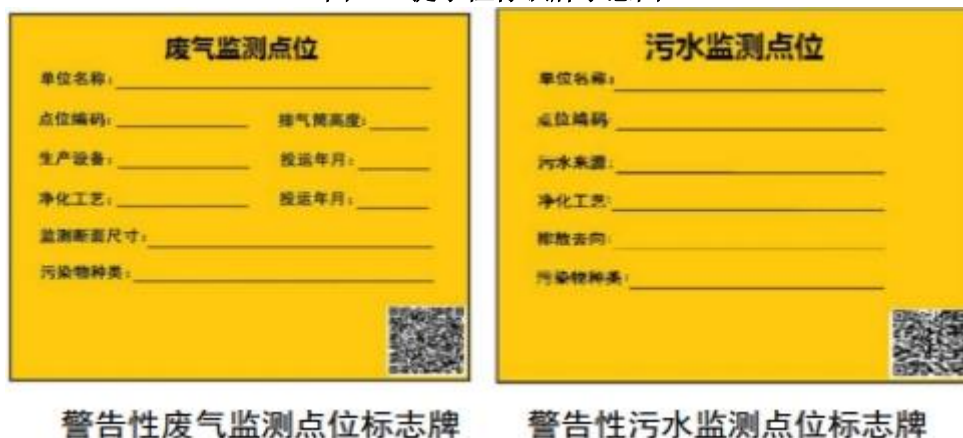 废气监测点位
单位名称：
点位编码： 排气筒高度：
生产设备： 投运年月：
净化工艺： 投运年月：
监测断面尺寸：
污染物种类：
污水监测点位
单位名称：
点位编码
污水来源：
净化工艺：
排放去向：
污染物种类：
警告性废气监测点位标志牌
警告性污水监测点位标志牌